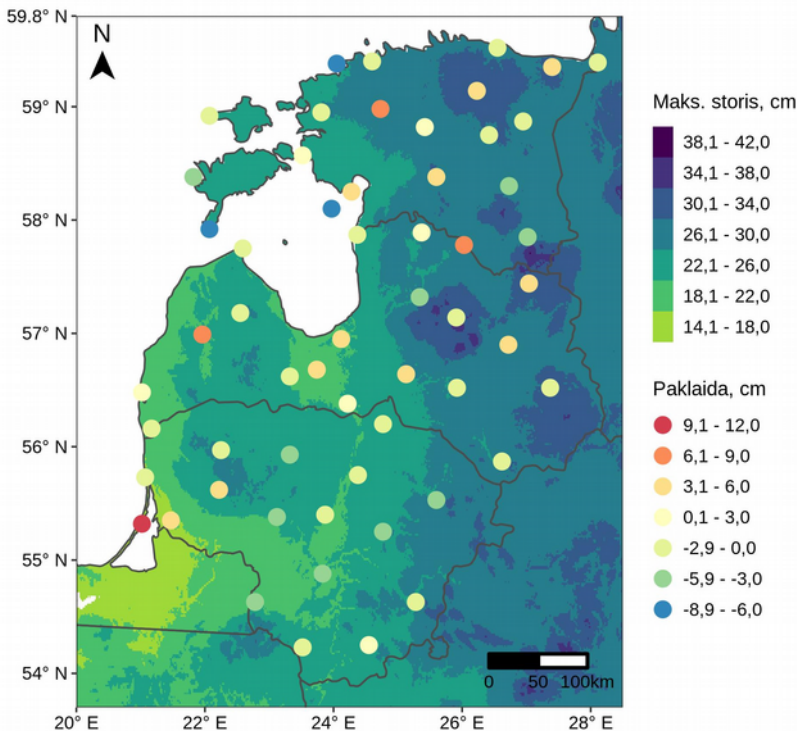 59.8° N
N
59° N
58° N
57° N
56° N
55° N
54° N
20° E
22° E
24° E
26° E
28° E
0
50
100km
Maks. storis, cm
38,1 - 42,0
34,1 - 38,0
30,1 - 34,0
26,1 - 30,0
22,1 - 26,0
18,1 - 22,0
14,1 - 18,0
Paklaida, cm
9,1 - 12,0
6,1 - 9,0
3,1 - 6,0
0,1 - 3,0
-2,9 - 0,0
-5,9 - -3,0
-8,9 - -6,0